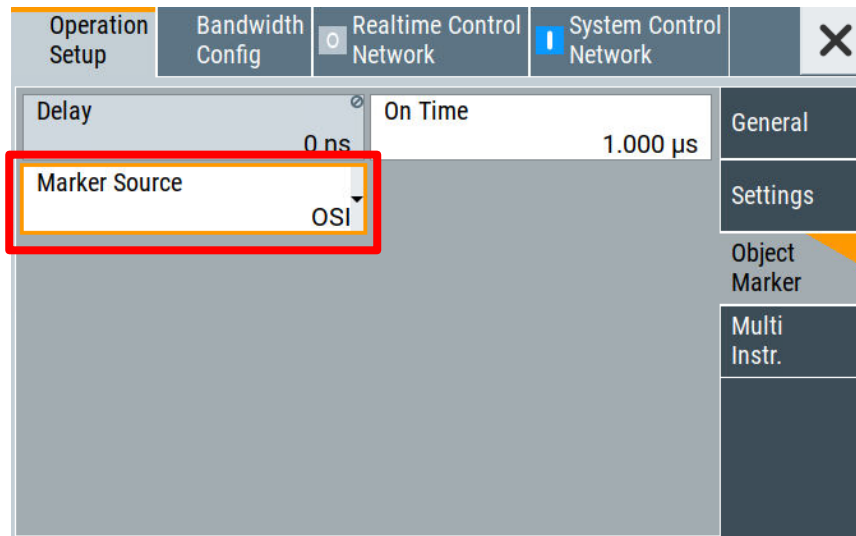 Operation
Setup
Bandwidth
Config
Realtime Control
Network
System Control
Network
Delay
0 ns
On Time
1.000 µs
Marker Source
OSI
General
Settings
Object
Marker
Multi
Instr.